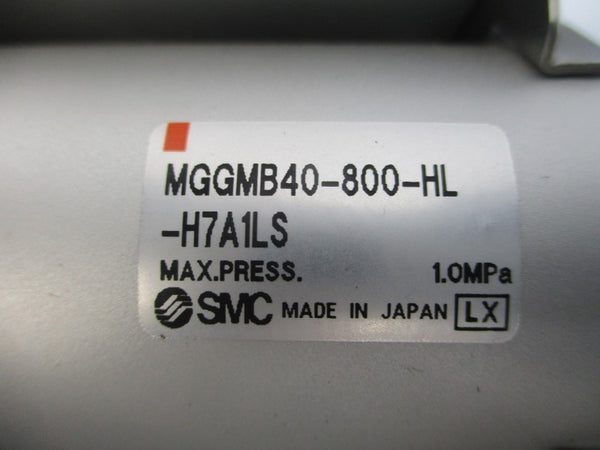 MGGMB40-800-HL
-H7A1LS
MAX.PRESS. 1.0MPa
SMC MADE IN JAPAN LX